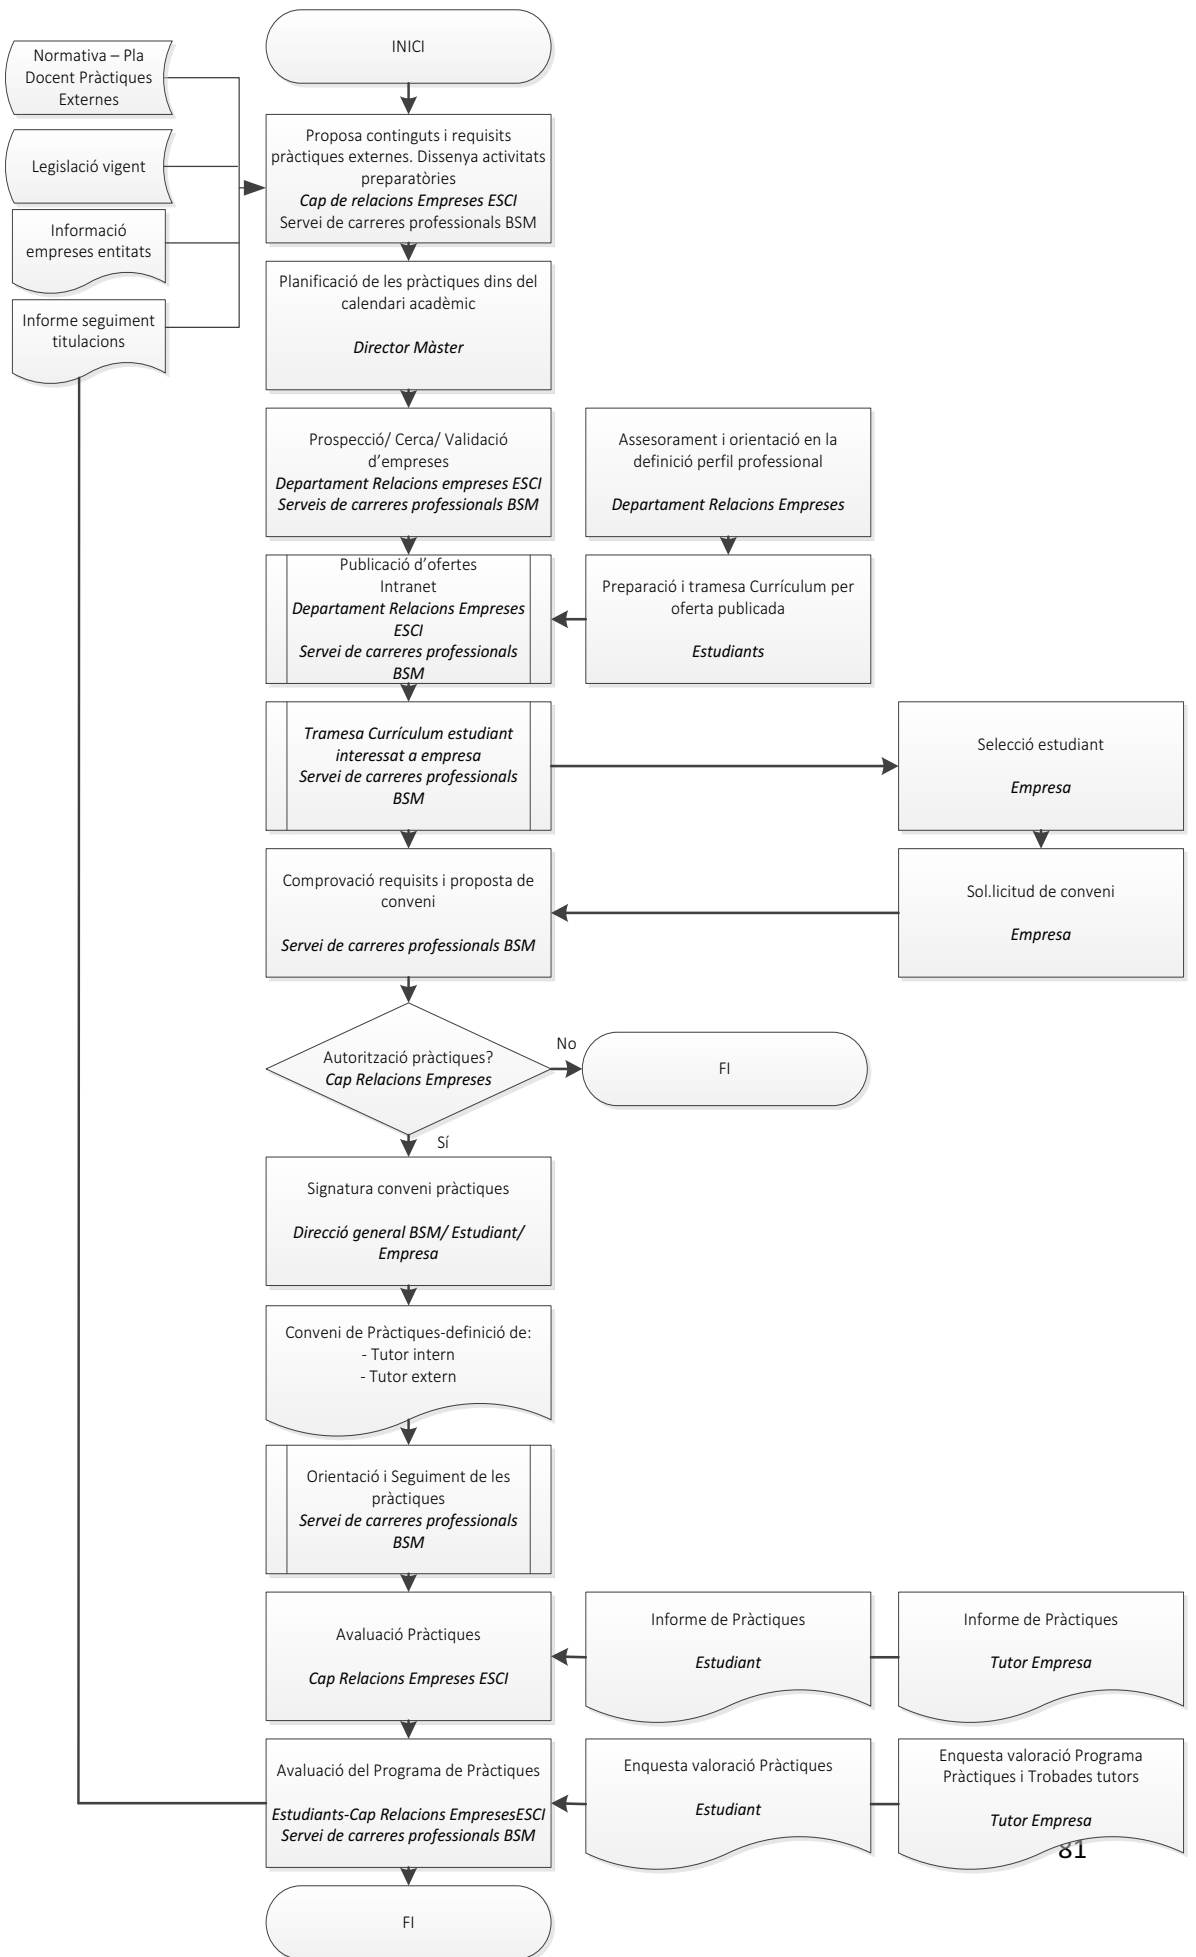 INICI
Normativa – Pla
Docent Pràctiques
Externes
Legislació vigent
Informació
empreses entitats
Informe seguiment
titulacions
Proposa continguts i requisits
pràctiques externes. Dissenya activitats
preparatòries
Cap de relacions Empreses ESCI
Servei de carreres professionals BSM
Planificació de les pràctiques dins del
calendari acadèmic
Director Màster
Prospecció/ Cerca/ Validació
d’empreses
Departament Relacions empreses ESCI
Serveis de carreres professionals BSM
Assesorament i orientació en la
definició perfil professional
Departament Relacions Empreses
Publicació d’ofertes
Intranet
Departament Relacions Empreses
ESCI
Servei de carreres professionals
BSM
Preparació i tramesa Currículum per
oferta publicada
Estudiants
Tramesa Currículum estudiant
interessat a empresa
Servei de carreres professionals
BSM
Selecció estudiant
Empresa
Comprovació requisits i proposta de
conveni
Servei de carreres professionals BSM
Sol.licitud de conveni
Empresa
Autorització pràctiques?
Cap Relacions Empreses
No
FI
Sí
Signatura conveni pràctiques
Direcció general BSM/ Estudiant/
Empresa
Conveni de Pràctiques-definició de:
- Tutor intern
- Tutor extern
Orientació i Seguiment de les
pràctiques
Servei de carreres professionals
BSM
Avaluació Pràctiques
Cap Relacions Empreses ESCI
Informe de Pràctiques
Estudiant
Informe de Pràctiques
Tutor Empresa
Avaluació del Programa de Pràctiques
Estudiants-Cap Relacions EmpresesESCI
Servei de carreres professionals BSM
Enquesta valoració Pràctiques
Estudiant
Enquesta valoració Programa
Pràctiques i Trobades tutors
Tutor Empresa
81
FI